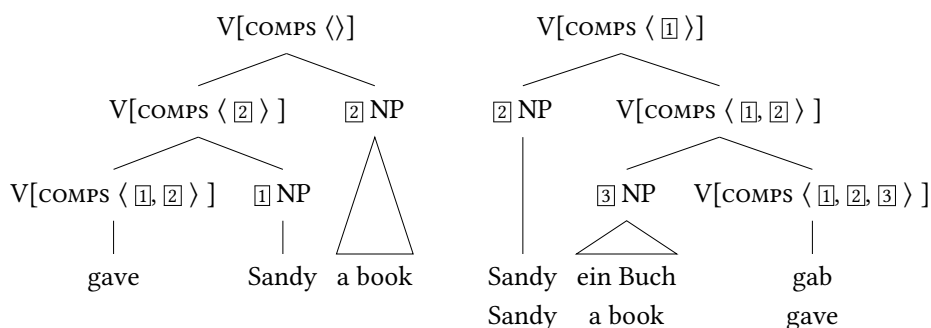 V[COMPS ⟨⟩] V[COMPS ⟨ 1 ⟩]
V[COMPS ⟨ 2 ⟩ ] 2 NP 2 NP V[COMPS ⟨ 1, 2 ⟩]
V[COMPS ⟨ 1, 2 ⟩ ] 1 NP 3 NP V[COMPS ⟨ 1, 2, 3 ⟩ ]
gave Sandy a book Sandy ein Buch gab
Sandy a book gave